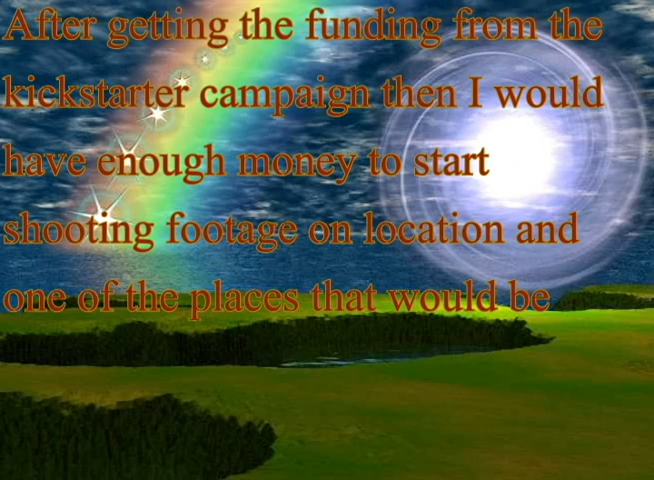 After getting the funding from the
kickstarter campaign then I would
have enough money to start
shooting footage on location and
one of the places that would be